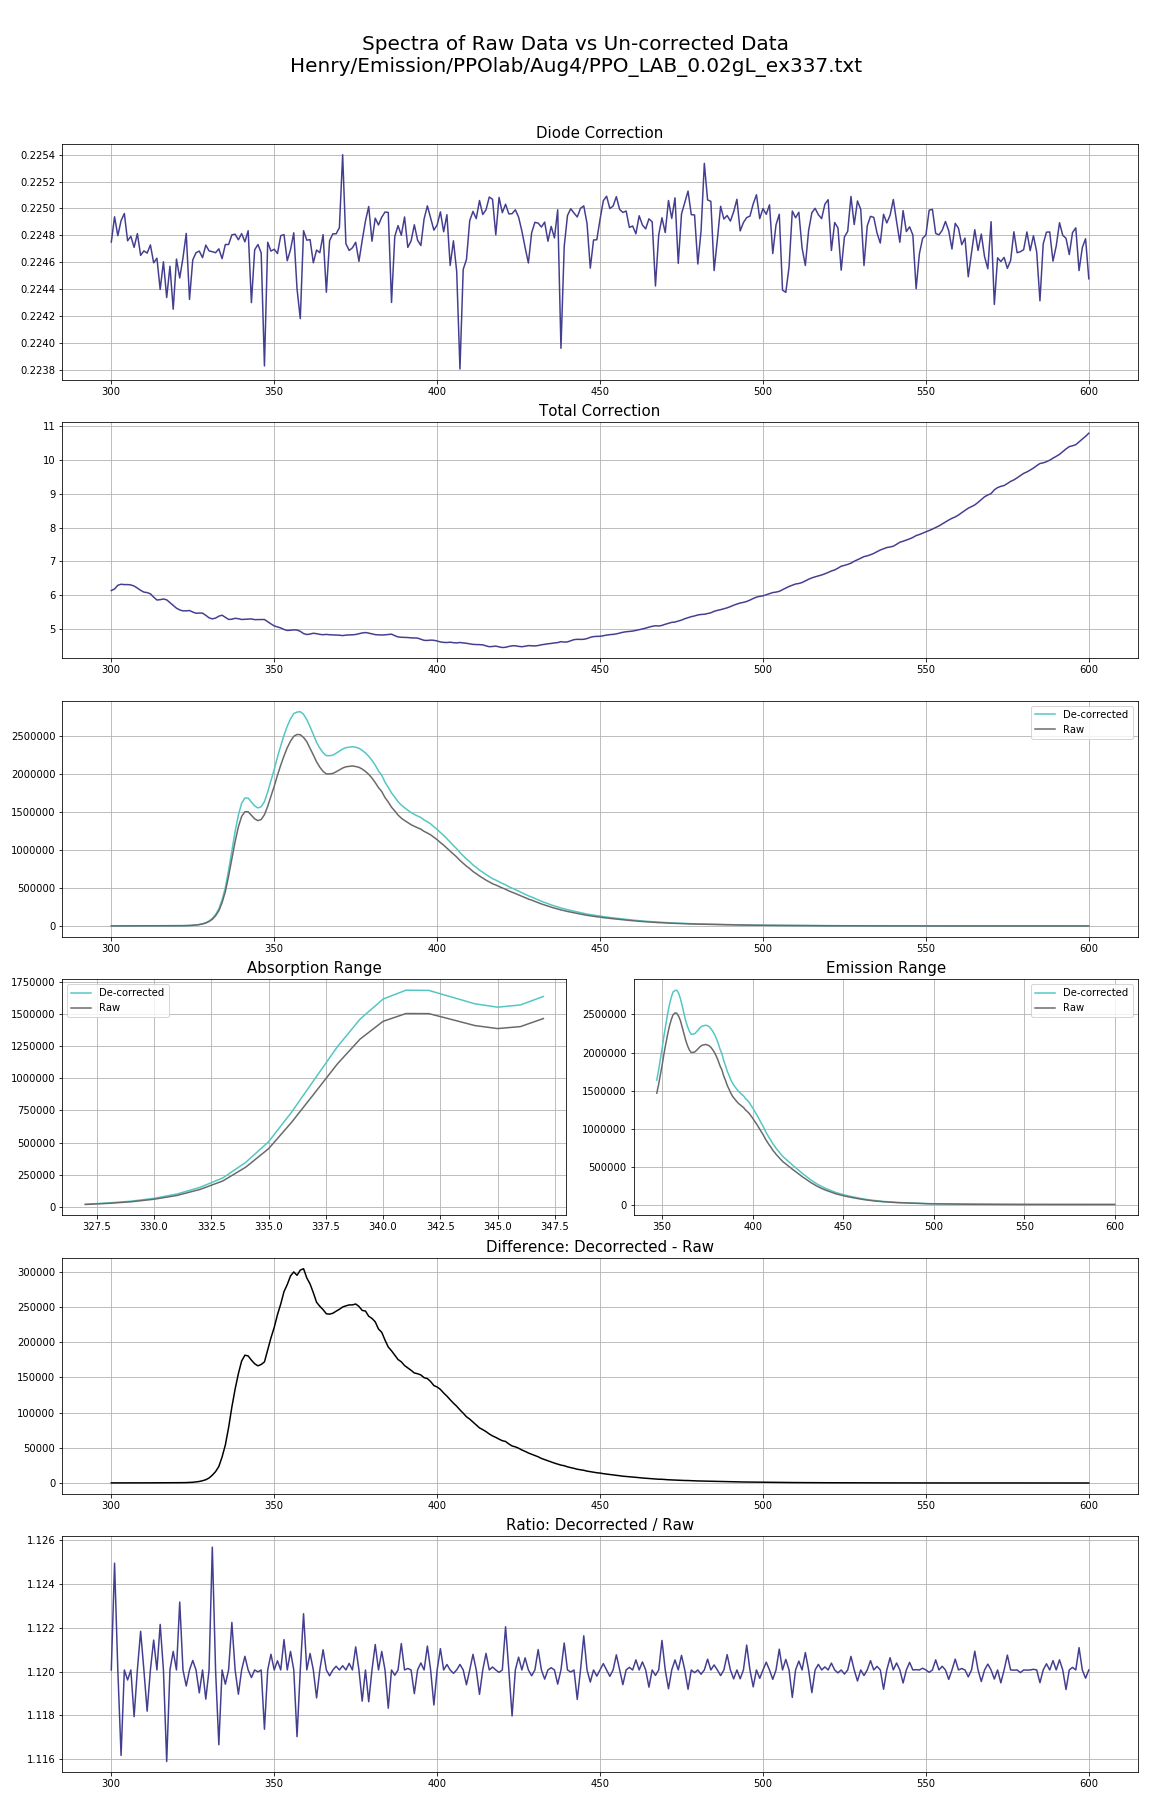 Spectra of Raw Data vs Un-corrected Data
Henry/Emission/PPOlab/Aug4/PPO_LAB_0.02gL_ex337.txt
Diode Correction
0.2254
0.2252
0.2250
0.2248
0.2246
0.2244
0.2242
0.2240
0.2238
300 350 400 450 500 550 600
Total Correction
11
10
9
8
7
6
5
300 350 400 450 500 550 600
De-corrected
Raw
2500000
2000000
1500000
1000000
500000
0
300 350 400 450 500 550 600
Absorption Range
De-corrected
Raw
1750000
1500000
1250000
1000000
750000
500000
250000
0
327.5 330.0 332.5 335.0 337.5 340.0 342.5 345.0 347.5
Emission Range
De-corrected
Raw
2500000
2000000
1500000
1000000
500000
0
350 400 450 500 550 600
Difference: Decorrected - Raw
300000
250000
200000
150000
100000
50000
0
300 350 400 450 500 550 600
Ratio: Decorrected / Raw
1.126
1.124
1.122
1.120
1.118
1.116
300 350 400 450 500 550 600